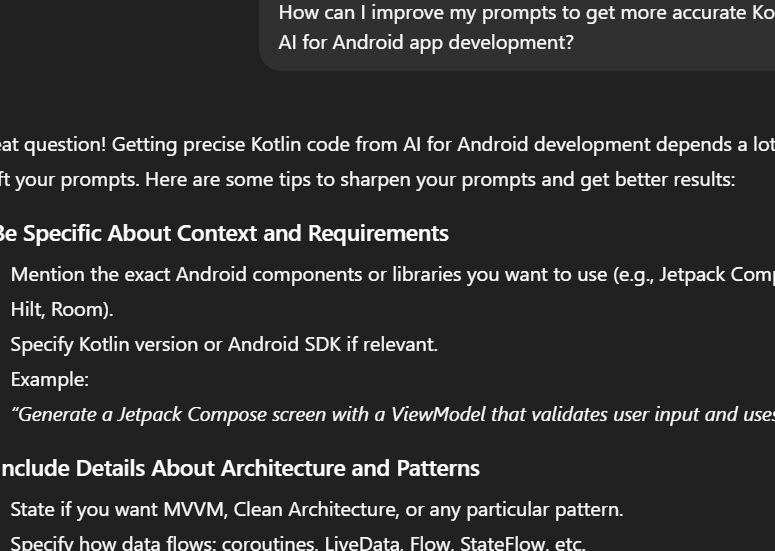 How can I improve my prompts to get more accurate Ko
AI for Android app development?
eat question! Getting precise Kotlin code from AI for Android development depends a lot
ft your prompts. Here are some tips to sharpen your prompts and get better results:
Be Specific About Context and Requirements
Mention the exact Android components or libraries you want to use (e.g., Jetpack Comp
Hilt, Room).
Specify Kotlin version or Android SDK if relevant.
Example:
“Generate a Jetpack Compose screen with a ViewModel that validates user input and uses
Include Details About Architecture and Patterns
State if you want MVVM, Clean Architecture, or any particular pattern.
Specify how data flows: coroutines, LiveData, Flow, StateFlow, etc.